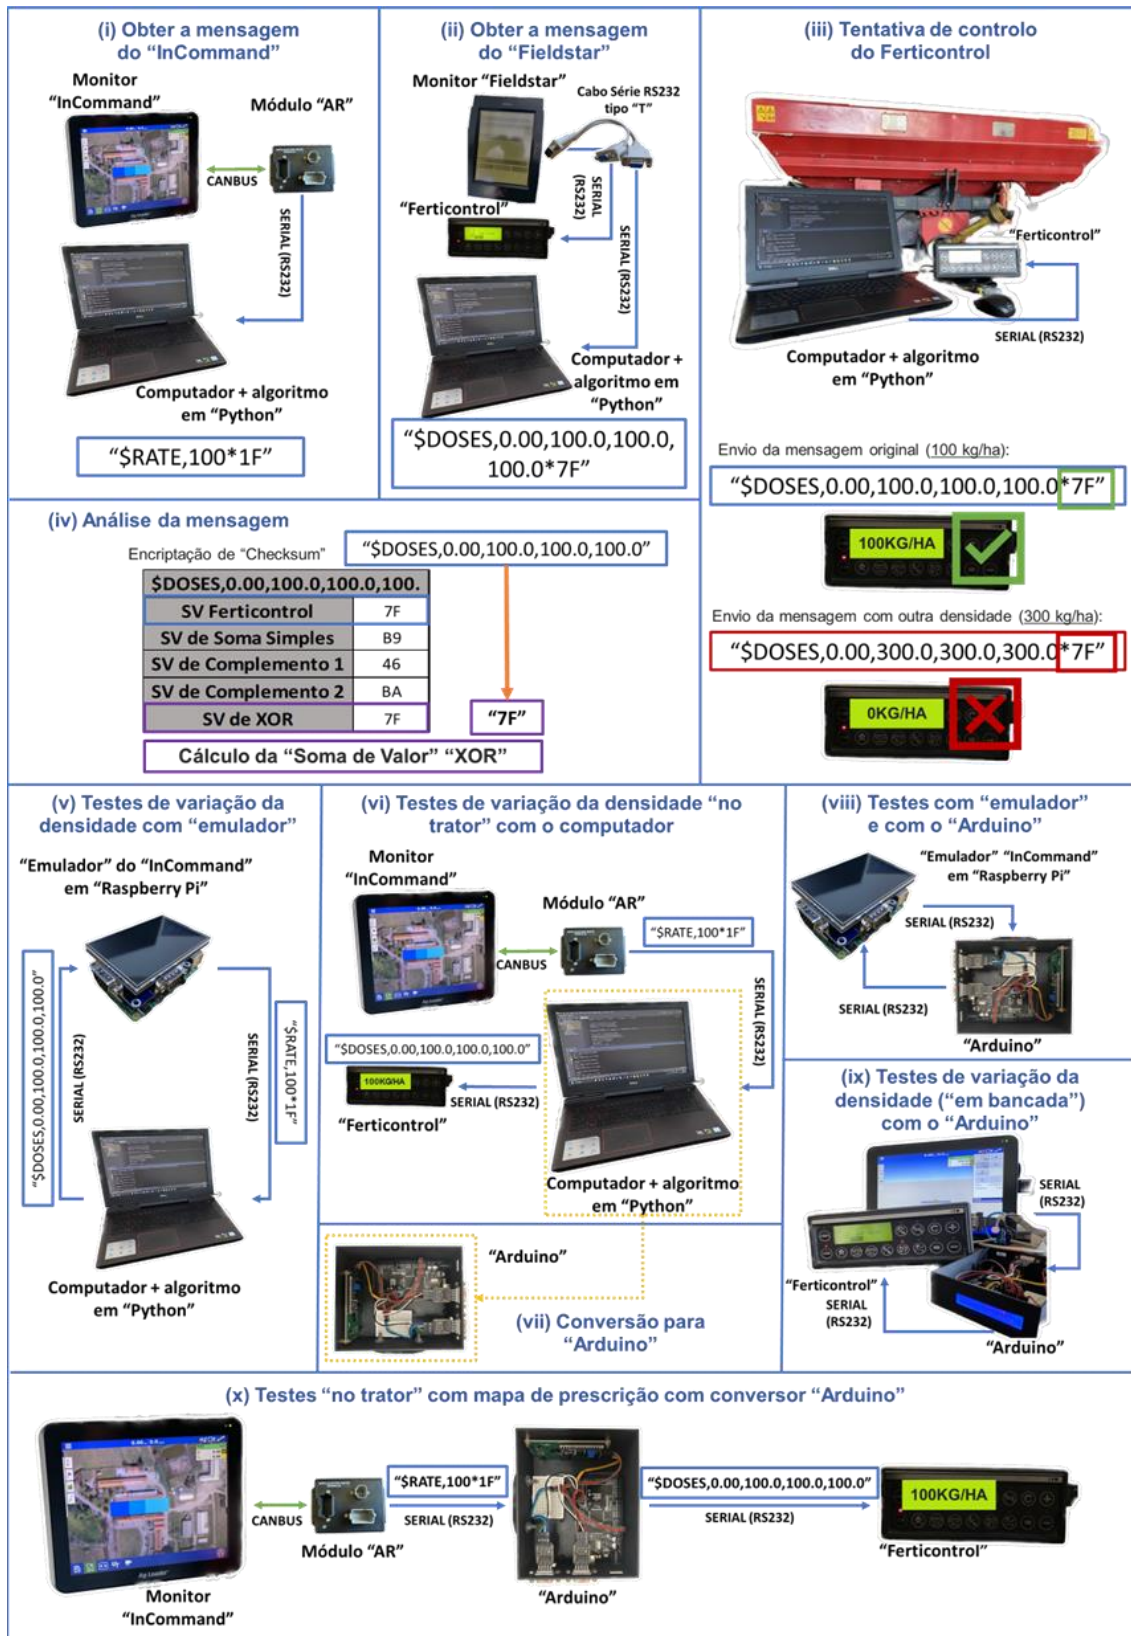 (i) Obter a mensagem
do “InCommand”
Monitor
“InCommand”
Módulo “AR”
CANBUS
SERIAL
(RS232)
Computador + algoritmo
em “Python”
“$RATE,100*1F”
(ii) Obter a mensagem
do “Fieldstar”
Monitor “Fieldstar”
Cabo Série RS232
tipo “T”
SERIAL
(RS232)
“Ferticontrol”
SERIAL (RS232)
Computador +
algoritmo em
“Python”
“$DOSES,0.00,100.0,100.0,
100.0*7F”
(iii) Tentativa de controlo
do Ferticontrol
“Ferticontrol”
SERIAL (RS232)
Computador + algoritmo
em “Python”
Envio da mensagem original (100 kg/ha):
“$DOSES,0.00,100.0,100.0,100.0*7F”
100KG/HA
Envio da mensagem com outra densidade (300 kg/ha):
“$DOSES,0.00,300.0,300.0,300.0*7F”
0KG/HA
(iv) Análise da mensagem
Encriptação de “Checksum”
“$DOSES,0.00,100.0,100.0,100.0”
$DOSES,0.00,100.0,100.0,100.
SV Ferticontrol 7F
SV de Soma Simples B9
SV de Complemento 1 46
SV de Complemento 2 BA
SV de XOR 7F
“7F”
Cálculo da “Soma de Valor” “XOR”
(v) Testes de variação da
densidade com “emulador”
“Emulador” do “InCommand”
em “Raspberry Pi”
“$DOSES,0.00,100.0,100.0,100.0”
SERIAL (RS232)
SERIAL (RS232)
“$RATE,100*1F”
Computador + algoritmo
em “Python”
(vi) Testes de variação da densidade “no
trator” com o computador
Monitor
“InCommand”
Módulo “AR”
“$RATE,100*1F”
CANBUS
SERIAL (RS232)
“$DOSES,0.00,100.0,100.0,100.0”
100KG/HA
SERIAL (RS232)
“Ferticontrol”
Computador + algoritmo
em “Python”
“Arduino”
(vii) Conversão para
“Arduino”
(viii) Testes com “emulador”
e com o “Arduino”
“Emulador” “InCommand”
em “Raspberry Pi”
SERIAL (RS232)
SERIAL (RS232)
“Arduino”
(ix) Testes de variação da
densidade (“em bancada”)
com o “Arduino”
SERIAL
(RS232)
“Ferticontrol”
SERIAL
(RS232)
“Arduino”
(x) Testes “no trator” com mapa de prescrição com conversor “Arduino”
Monitor
“InCommand”
CANBUS
Módulo “AR”
“$RATE,100*1F”
SERIAL (RS232)
“Arduino”
“$DOSES,0.00,100.0,100.0,100.0”
SERIAL (RS232)
100KG/HA
“Ferticontrol”
Ag Leader